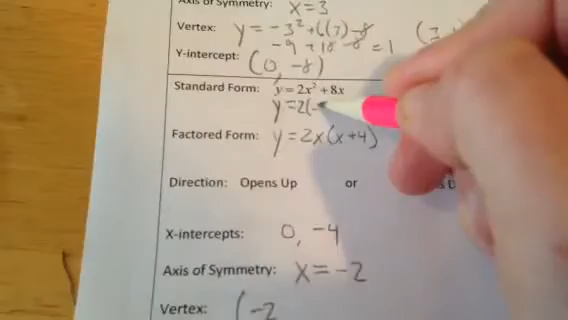 Axis of Symmetry: x = 3
Vertex: y = -3² + 6(3) - 8
-9 + 18 - 8 = 1
Y-intercept: (0, -8)
Standard Form: y = 2x² + 8x
y = 2(-
Factored Form: y = 2x(x+4)
Direction: Opens Up or
X-intercepts: 0, -4
Axis of Symmetry: x = -2
Vertex: (-2